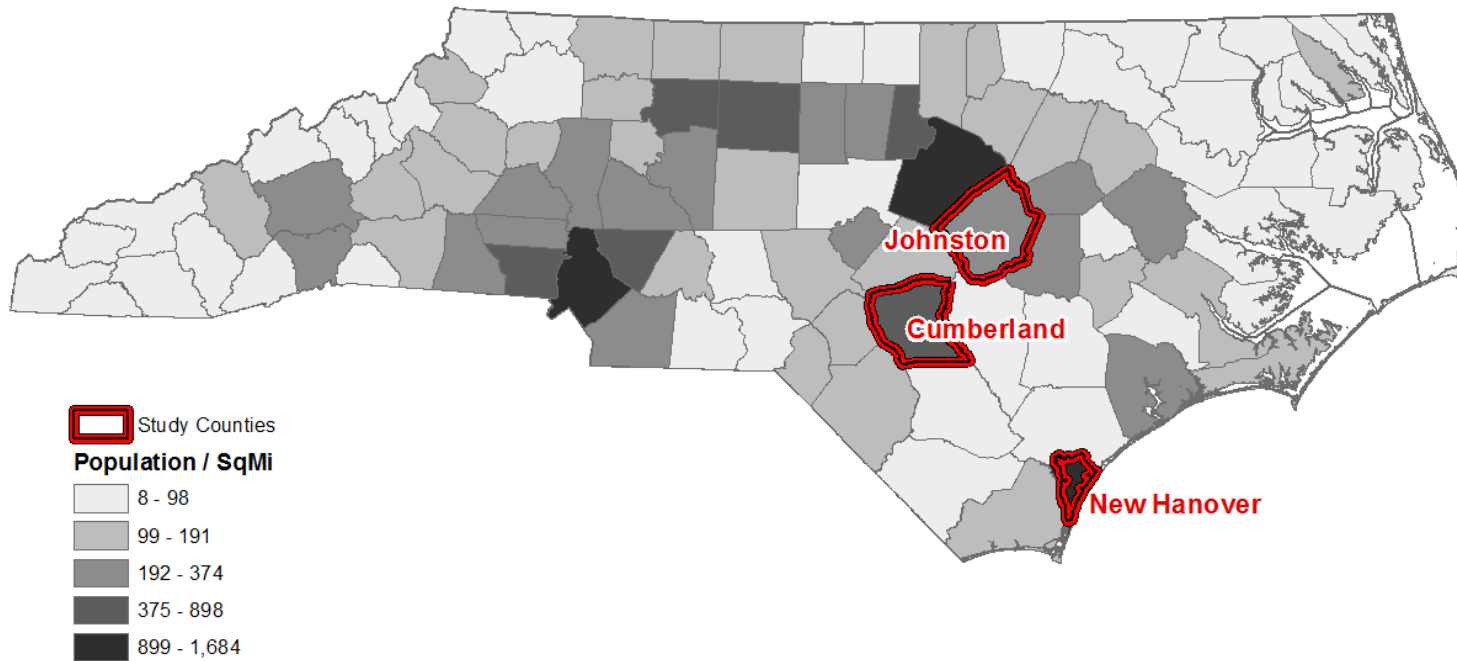 Johnston
Cumberland
New Hanover
Study Counties
Population / SqMi
8 - 98
99 - 191
192 - 374
375 - 898
899 - 1,684